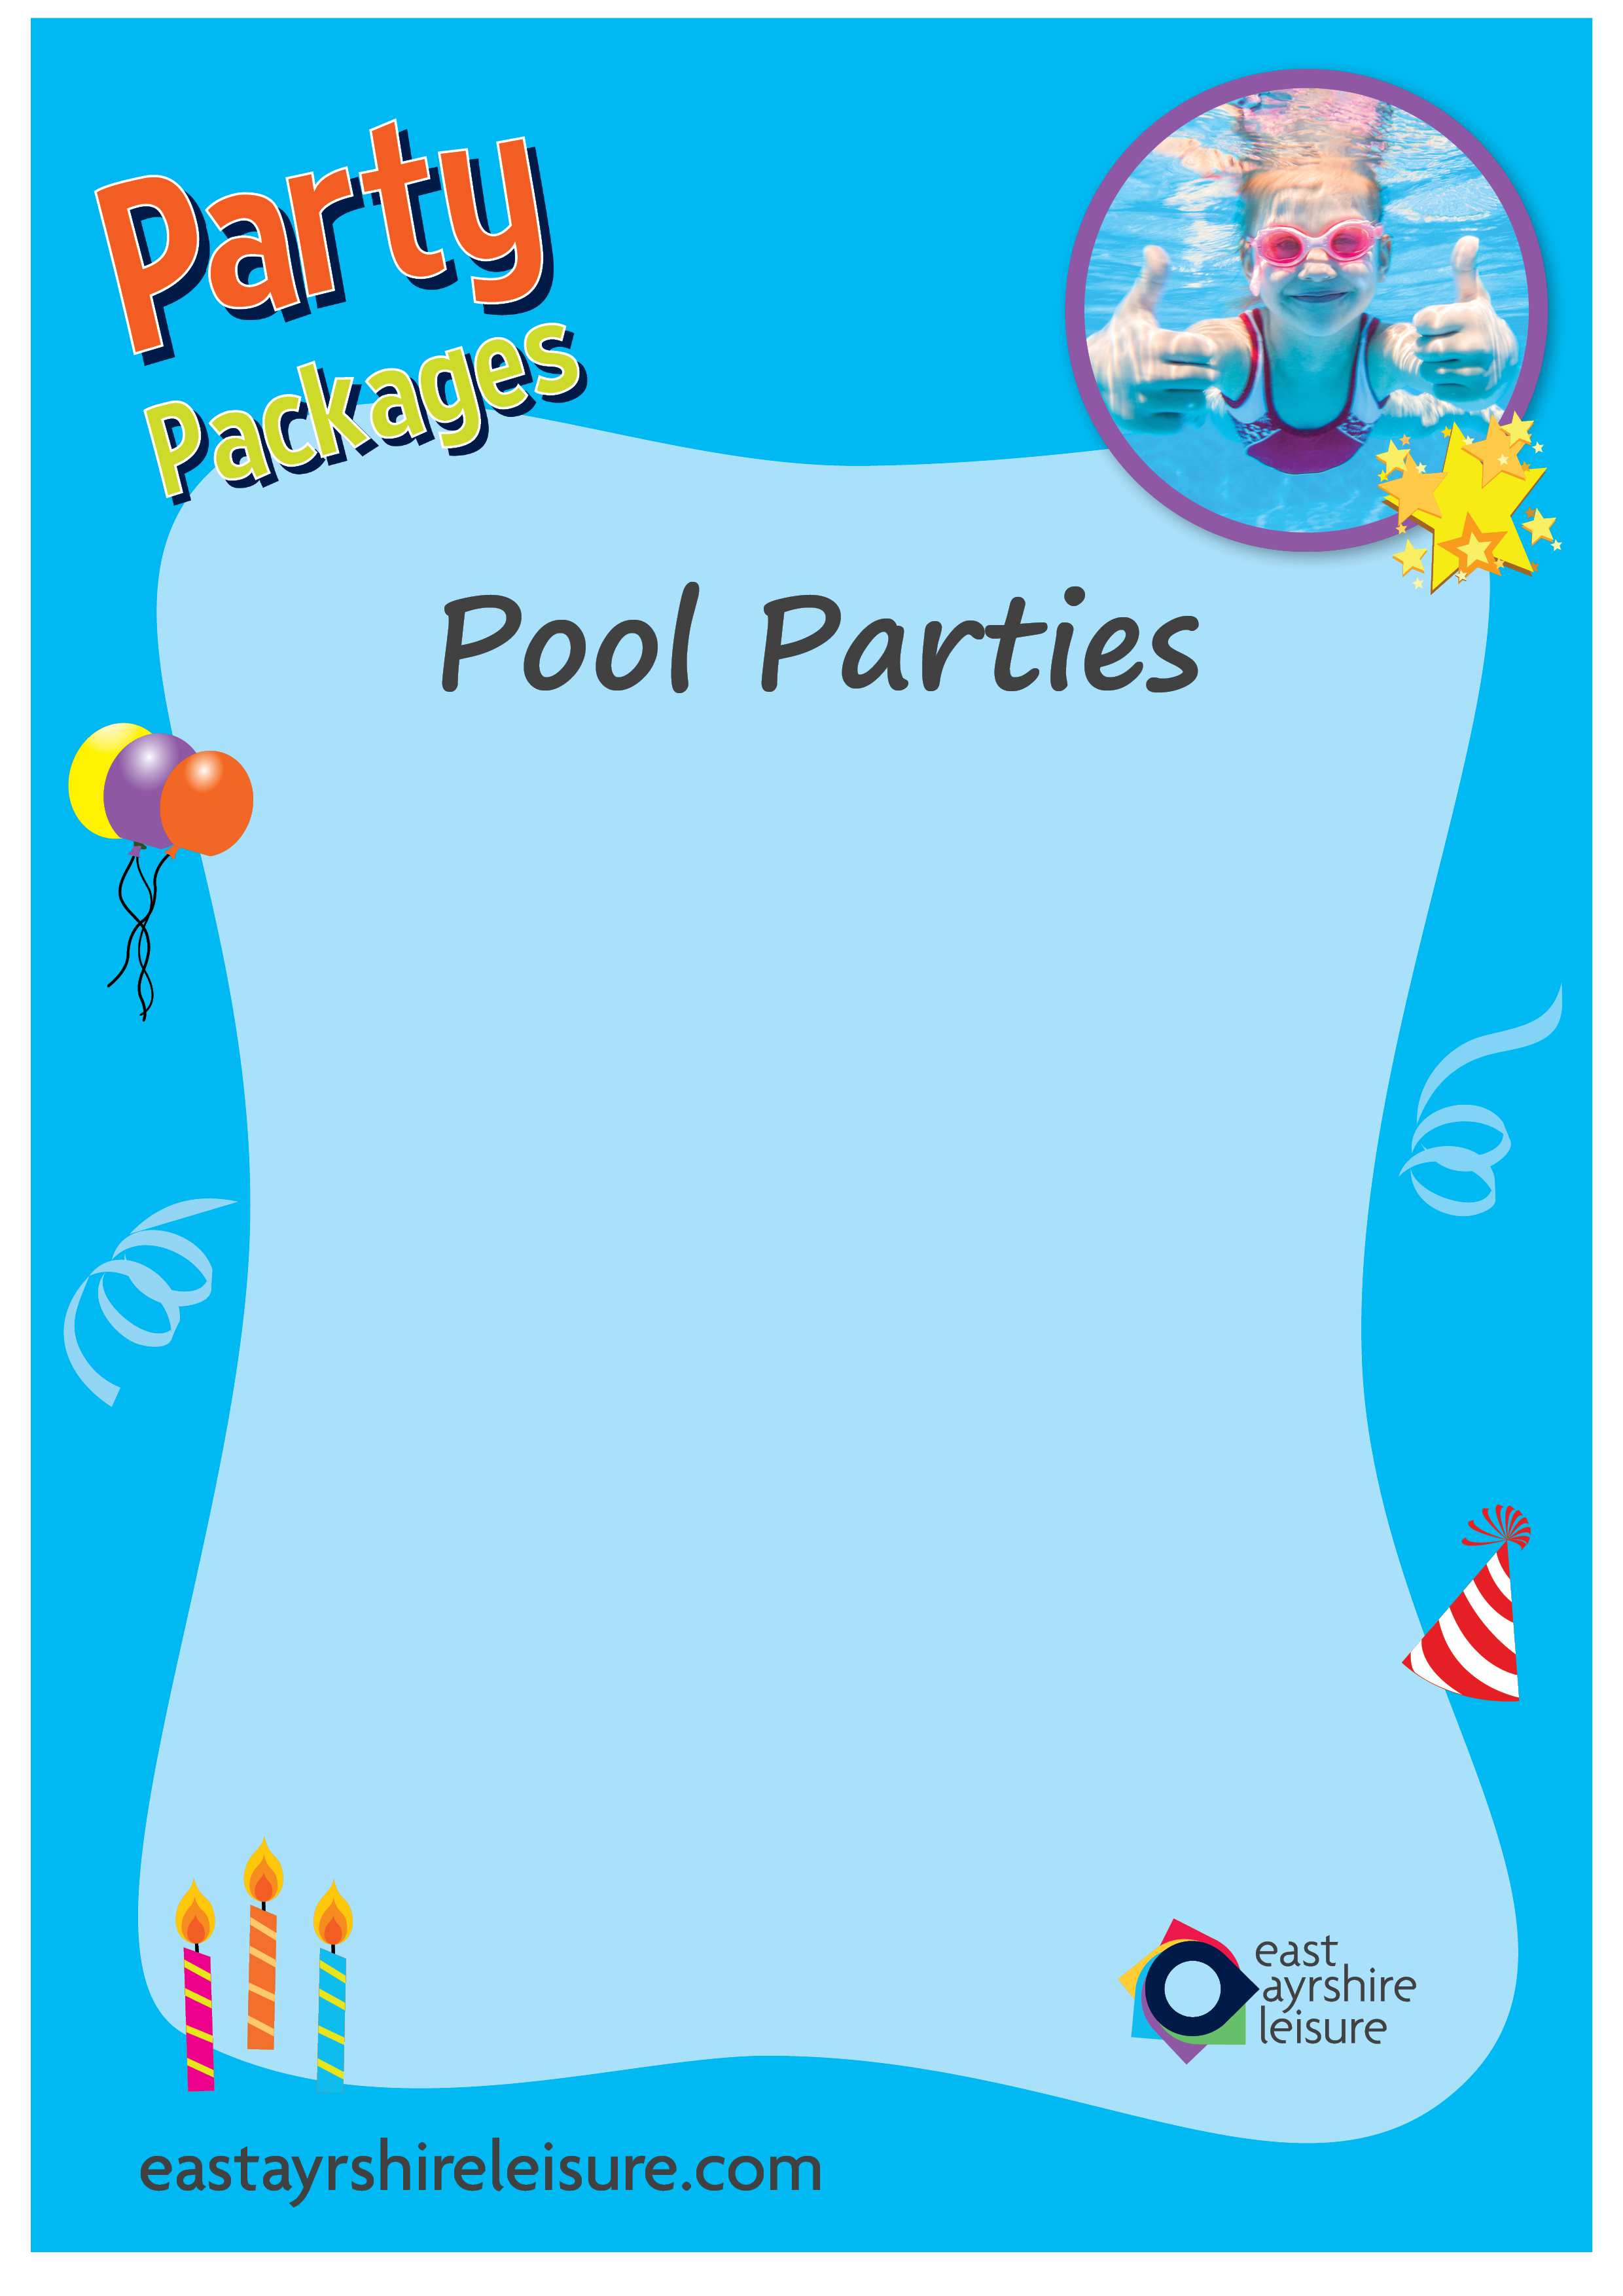 Party
Packages
Pool Parties
east
ayrshire
leisure
eastayrshireleisure.com